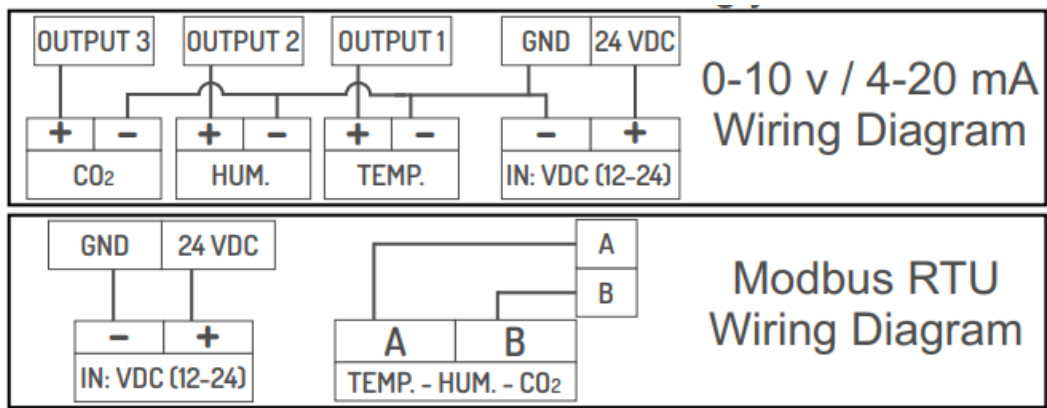 OUTPUT 3 OUTPUT 2 OUTPUT 1 GND 24 VDC
0-10 v / 4-20 mA
Wiring Diagram
+ - + - + - - +
CO₂ HUM. TEMP. IN: VDC (12-24)
GND 24 VDC
A
B
Modbus RTU
Wiring Diagram
- + A B
IN: VDC (12-24) TEMP. - HUM. - CO₂